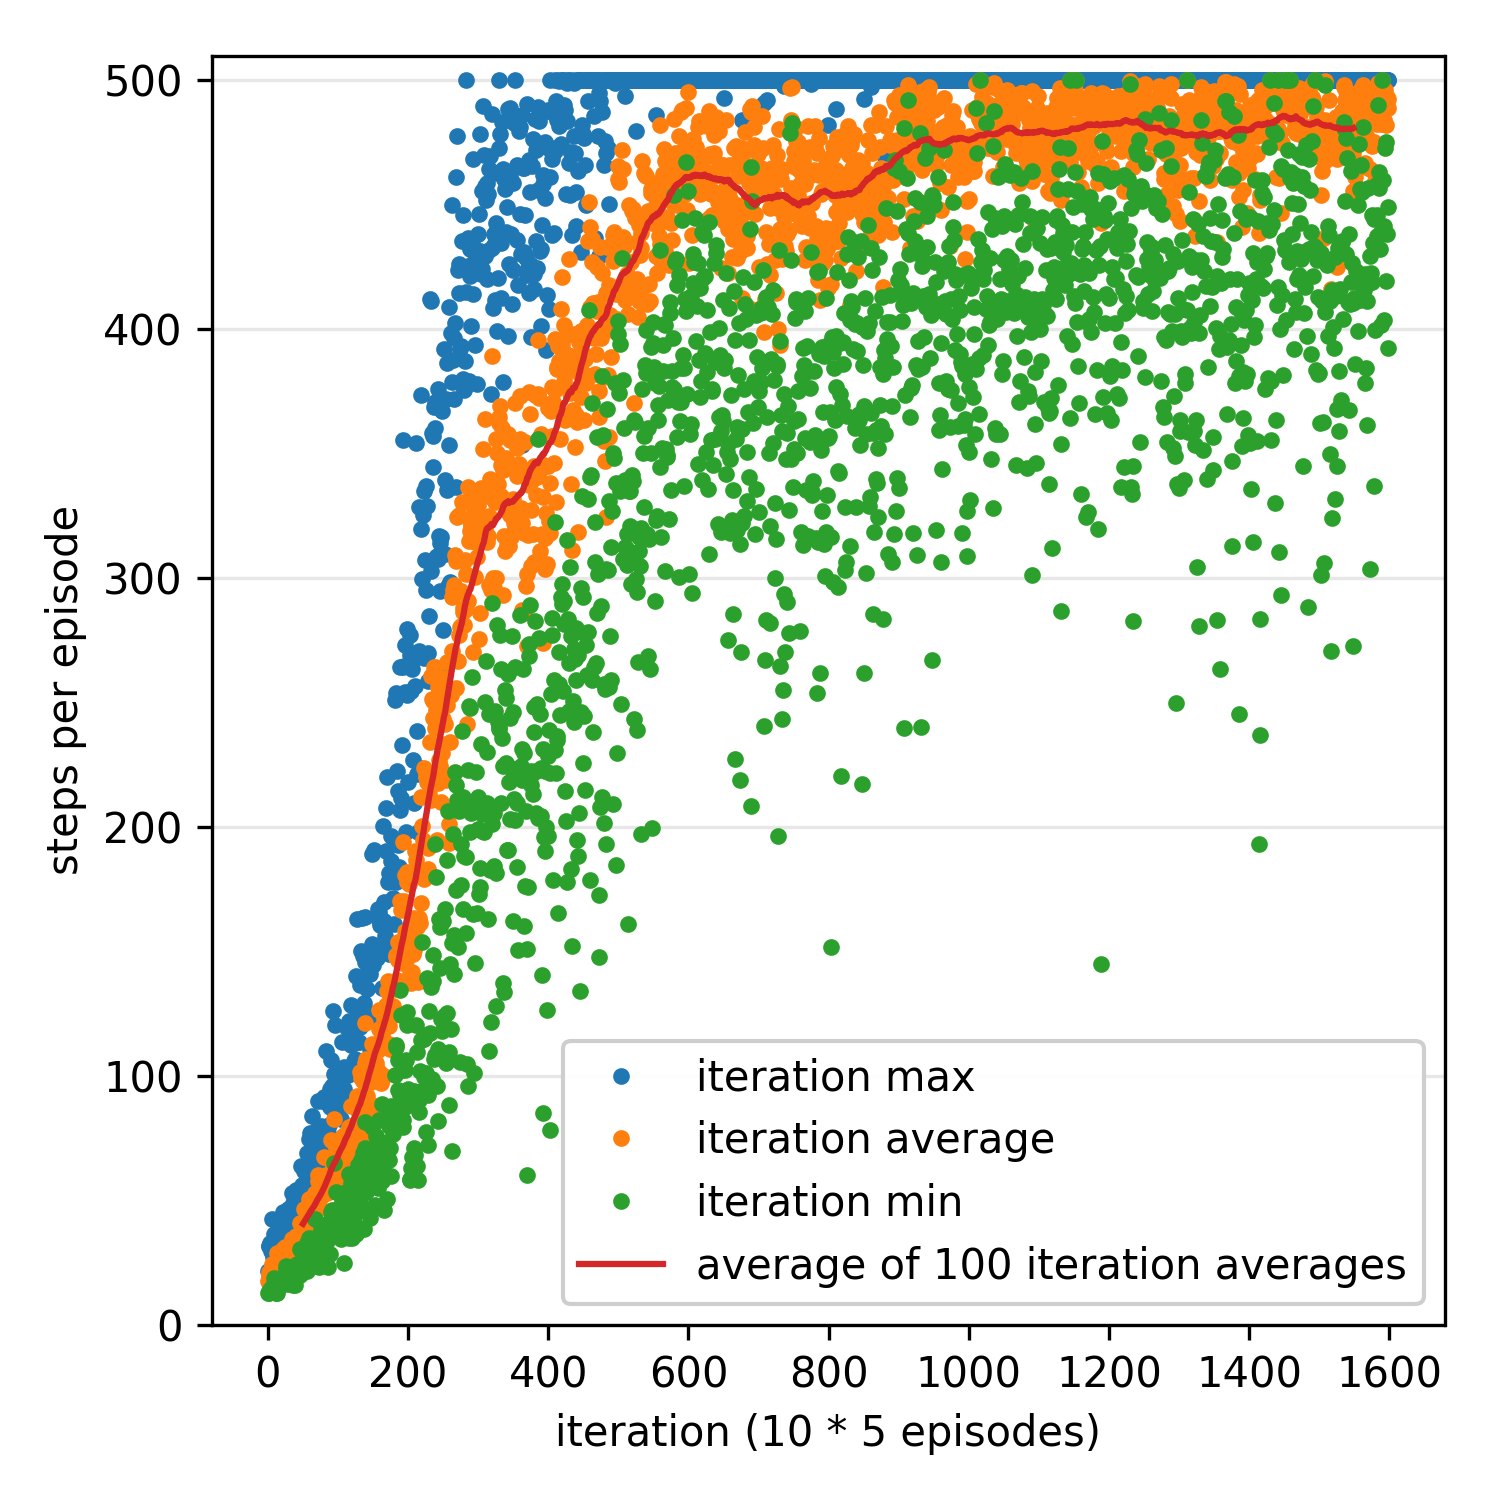 500
400
300
200
100
0
steps per episode
0 200 400 600 800 1000 1200 1400 1600
iteration (10 * 5 episodes)
iteration max
iteration average
iteration min
average of 100 iteration averages